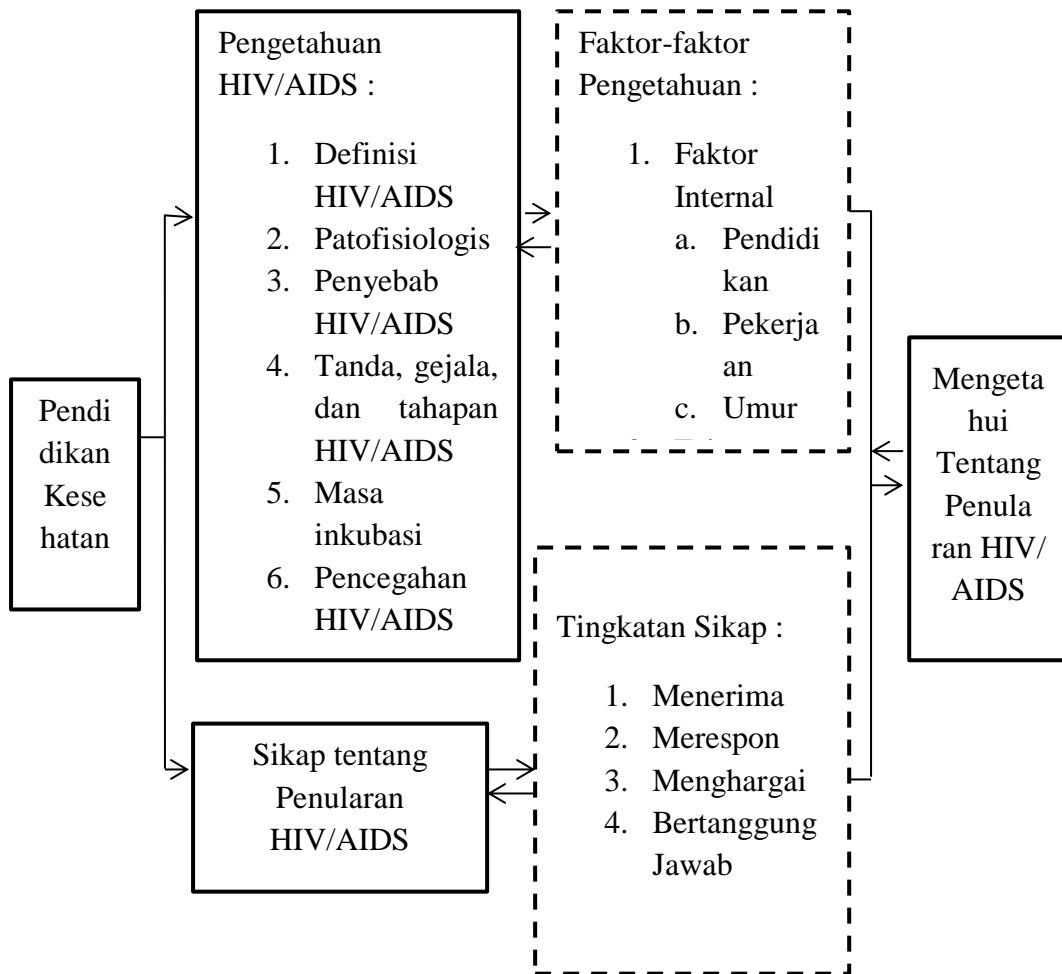 Pendi
dikan
Kese
hatan
Pengetahuan
HIV/AIDS :
1. Definisi
HIV/AIDS
2. Patofisiologis
3. Penyebab
HIV/AIDS
4. Tanda, gejala,
dan tahapan
HIV/AIDS
5. Masa
inkubasi
6. Pencegahan
HIV/AIDS
Sikap tentang
Penularan
HIV/AIDS
Faktor-faktor
Pengetahuan :
1. Faktor
Internal
a. Pendidi
kan
b. Pekerja
an
c. Umur
Tingkatan Sikap :
1. Menerima
2. Merespon
3. Menghargai
4. Bertanggung
Jawab
Mengeta
hui
Tentang
Penula
ran HIV/
AIDS